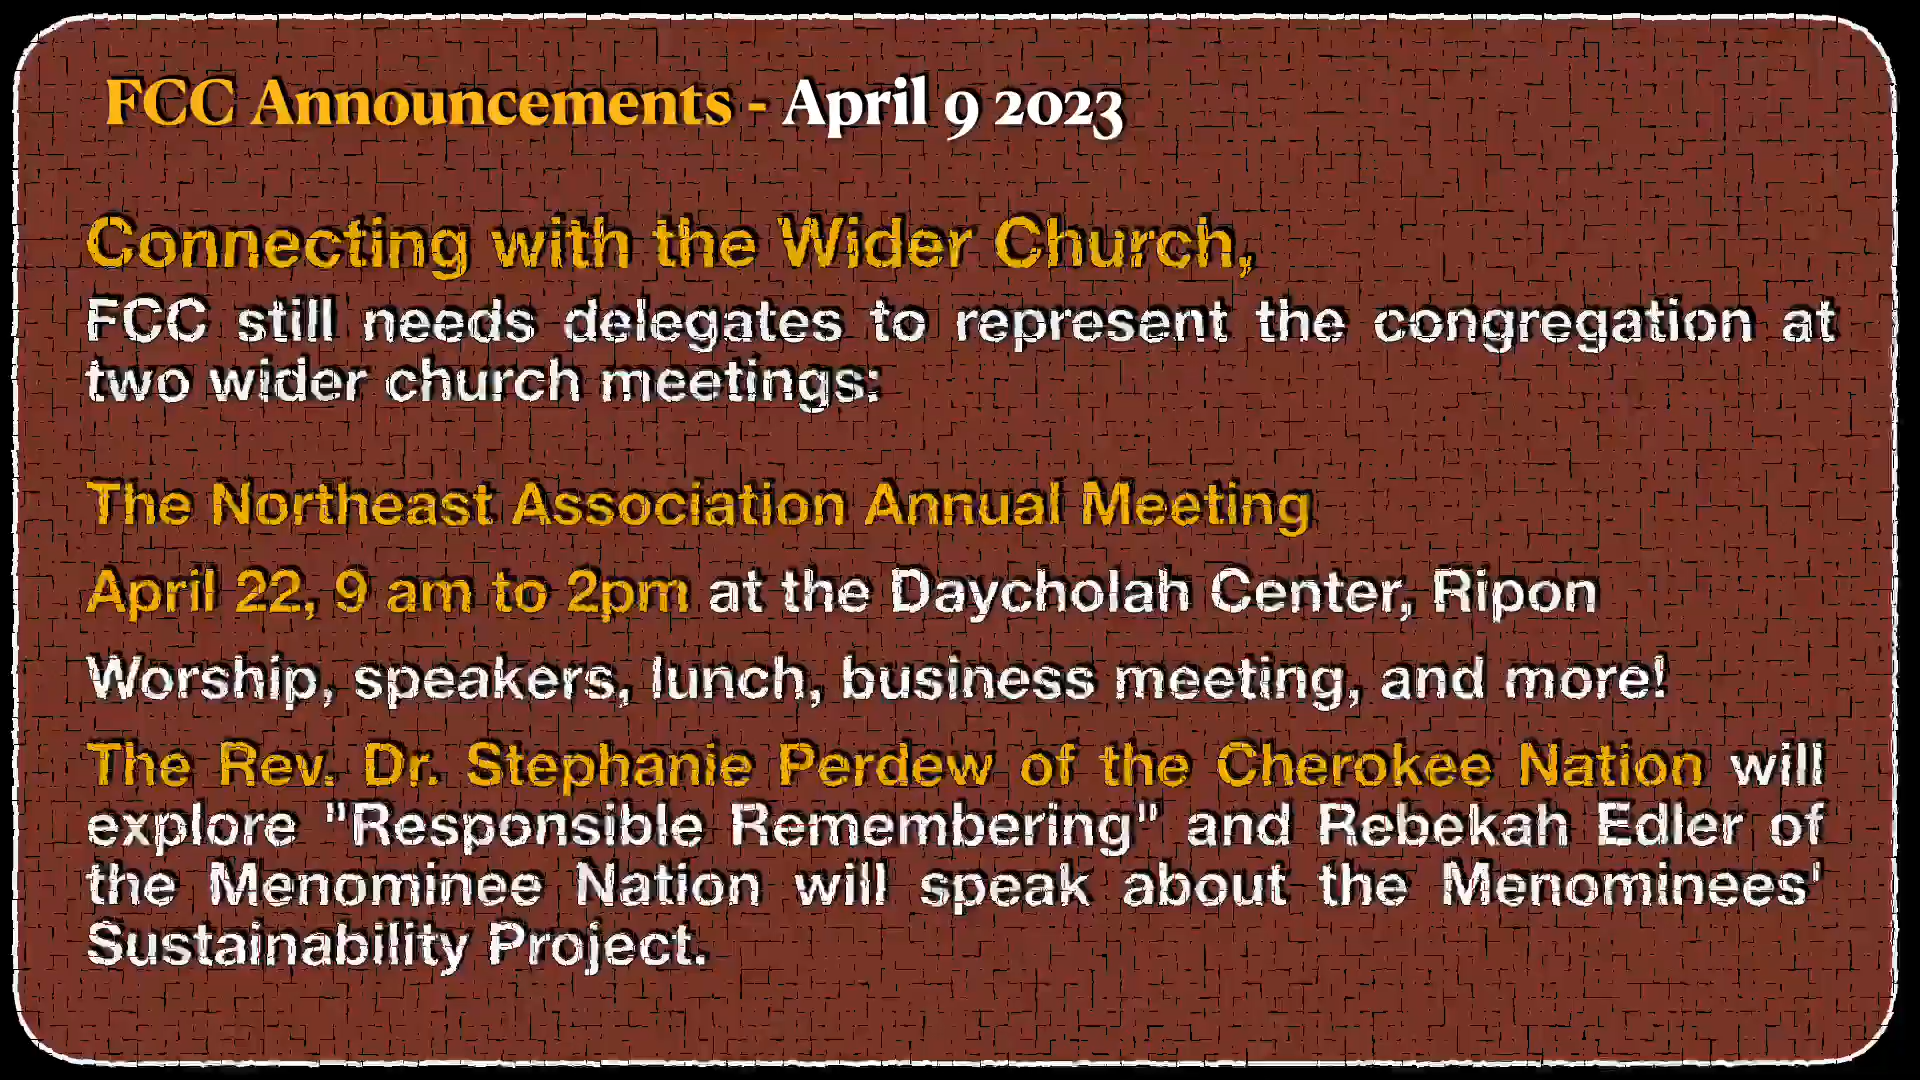 FCC Announcements - April 9 2023
Connecting with the Wider Church,
FCC still needs delegates to represent the congregation at
two wider church meetings:
The Northeast Association Annual Meeting
April 22, 9 am to 2pm at the Daycholah Center, Ripon
Worship, speakers, lunch, business meeting, and more!
The Rev. Dr. Stephanie Perdew of the Cherokee Nation will
explore "Responsible Remembering" and Rebekah Edler of
the Menominee Nation will speak about the Menominees'
Sustainability Project.